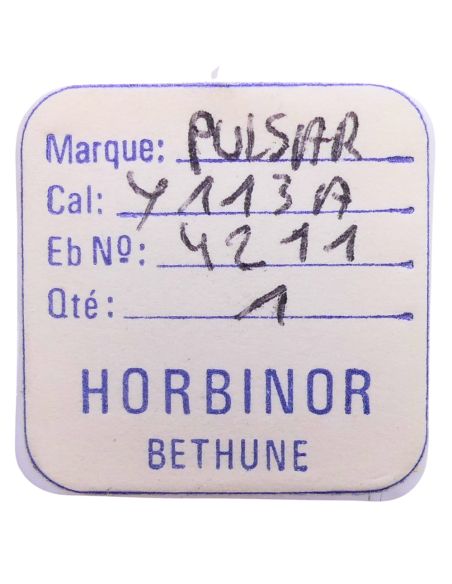 Marque: PULSAR
Cal: Y113A
Eb Nº: 4211
Qté: 1
HORBINOR
BETHUNE